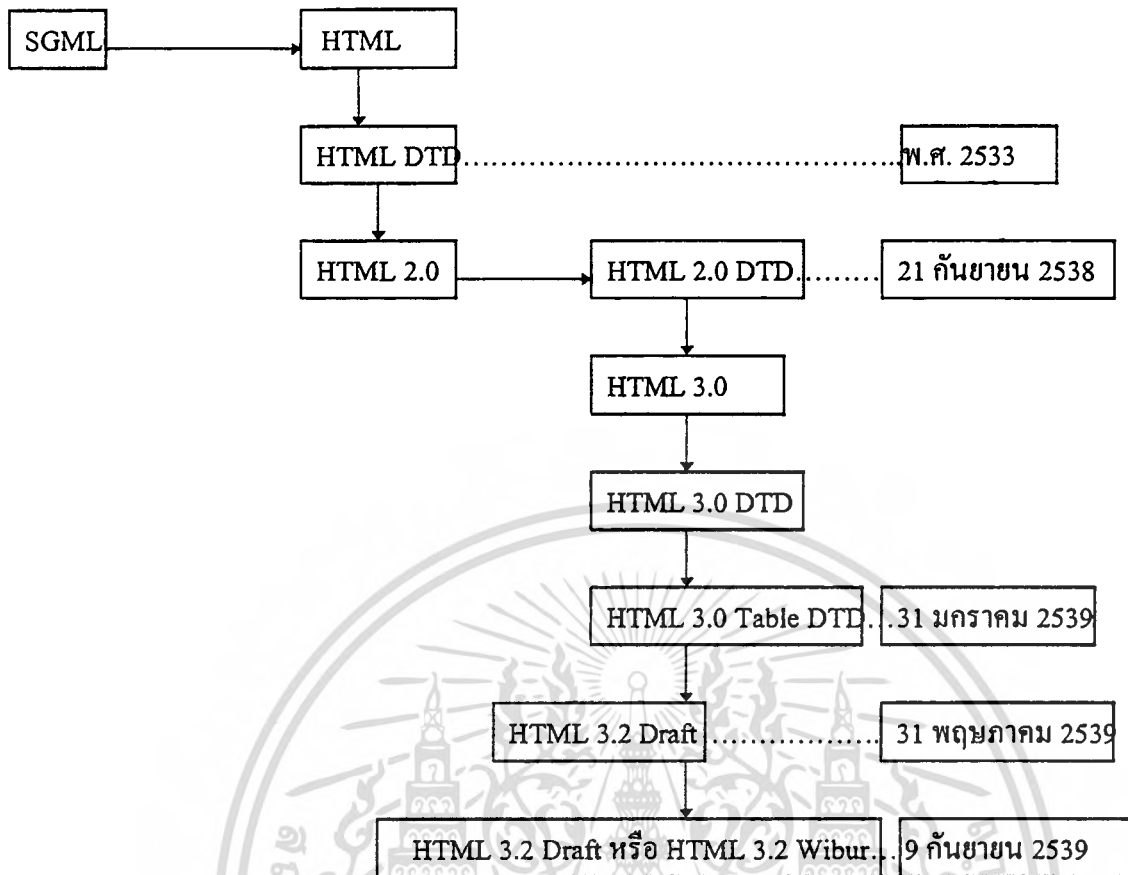 SGML HTML
HTML DTD.............................................พ.ศ. 2533
HTML 2.0 HTML 2.0 DTD......... 21 กันยายน 2538
HTML 3.0
HTML 3.0 DTD
HTML 3.0 Table DTD...31 มกราคม 2539
HTML 3.2 Draft .................. 31 พฤษภาคม 2539
HTML 3.2 Draft หรือ HTML 3.2 Wibur...9 กันยายน 2539